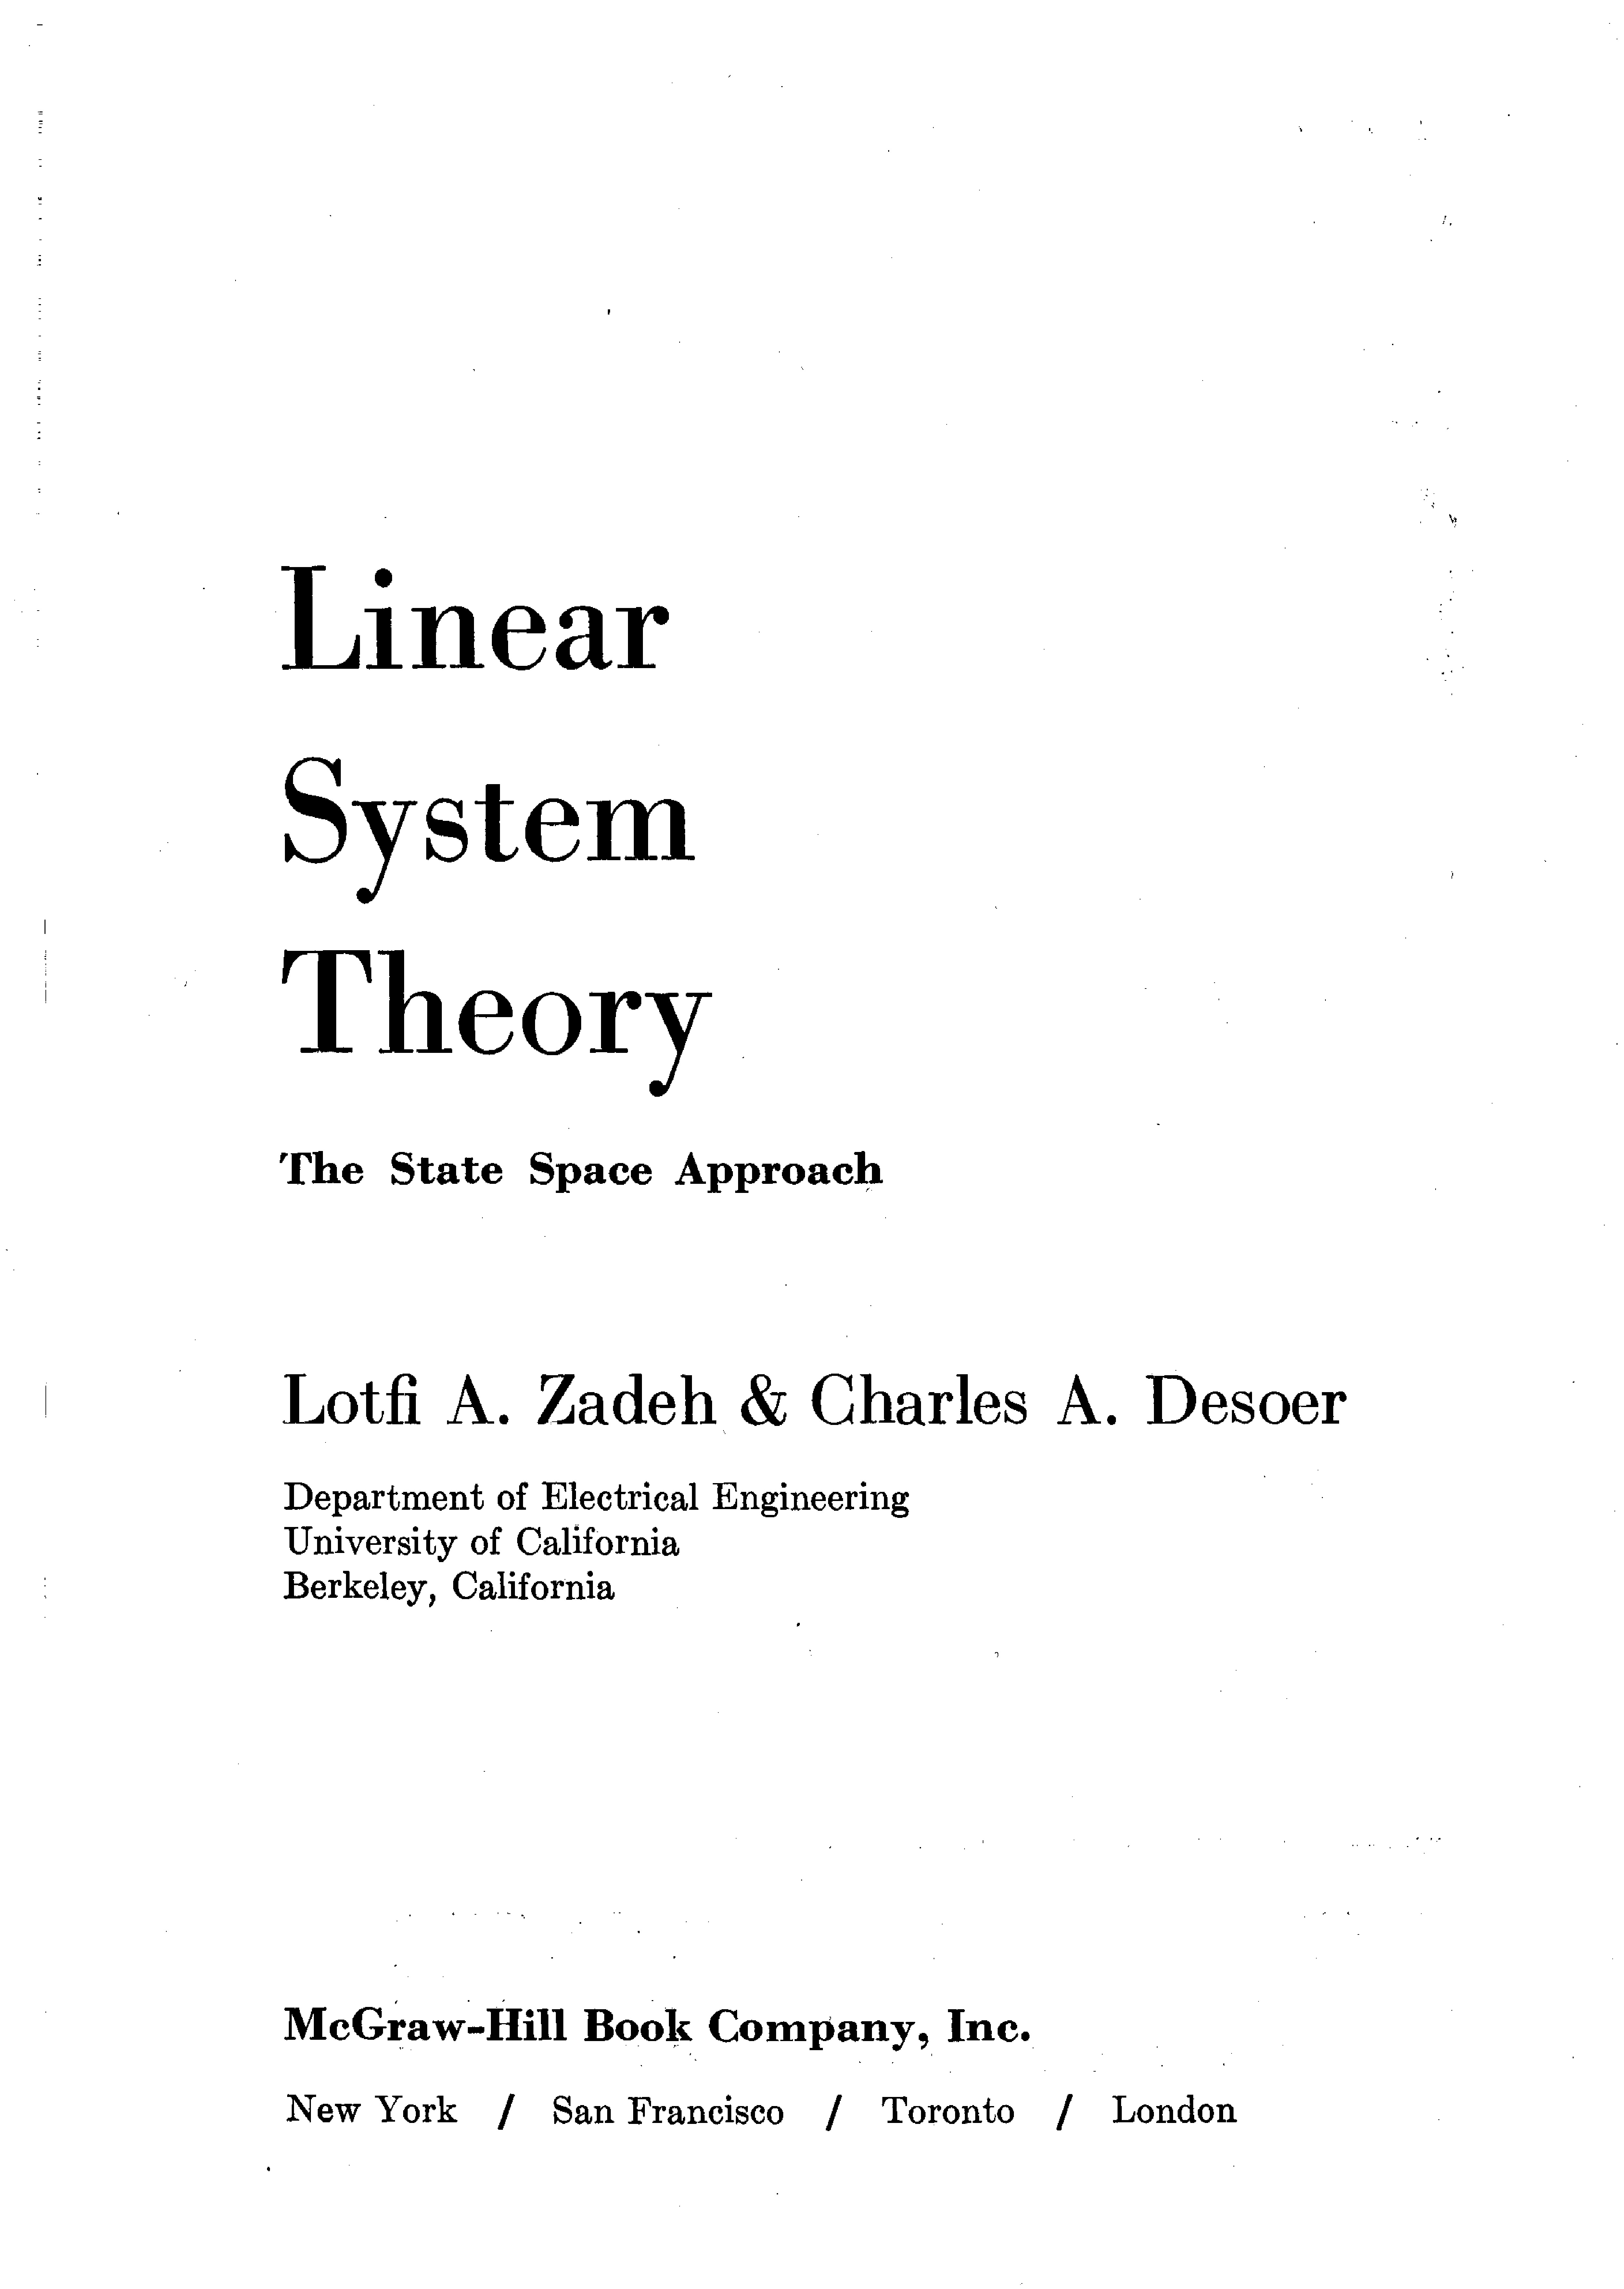 Linear
System
Theory
The State Space Approach
Lotfi A. Zadeh & Charles A. Desoer
Department of Electrical Engineering
University of California
Berkeley, California
McGraw-Hill Book Company, Inc.
New York / San Francisco / Toronto / London